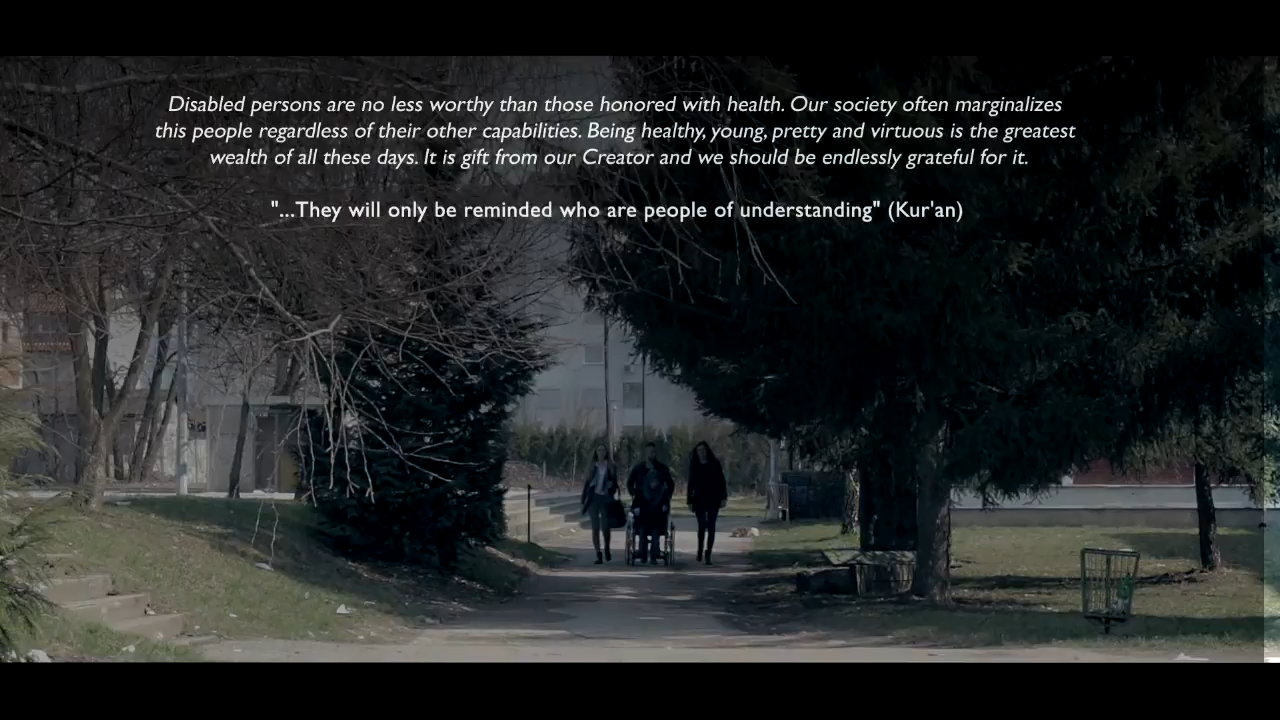 Disabled persons are no less worthy than those honored with health. Our society often marginalizes
this people regardless of their other capabilities. Being healthy, young, pretty and virtuous is the greatest
wealth of all these days. It is gift from our Creator and we should be endlessly grateful for it.
"...They will only be reminded who are people of understanding" (Kur'an)